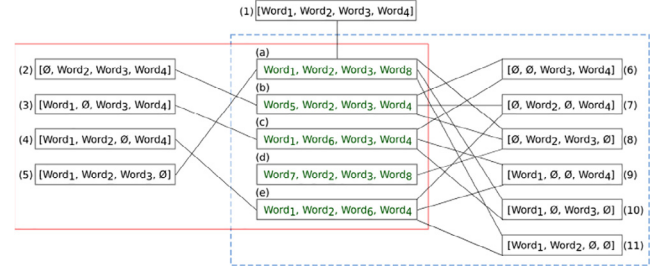 (1) [Word1, Word2, Word3, Word4]
(a)
(2) [Ø, Word2, Word3, Word4] Word1, Word2, Word3, Word8 [Ø, Ø, Word3, Word4] (6)
(b)
(3) [Word1, Ø, Word3, Word4] Word5, Word2, Word3, Word4 [Ø, Word2, Ø, Word4] (7)
(c)
(4) [Word1, Word2, Ø, Word4] Word1, Word6, Word3, Word4 [Ø, Word2, Word3, Ø] (8)
(d)
(5) [Word1, Word2, Word3, Ø] Word7, Word2, Word3, Word8 [Word1, Ø, Ø, Word4] (9)
(e)
Word1, Word2, Word6, Word4 [Word1, Ø, Word3, Ø] (10)
[Word1, Word2, Ø, Ø] (11)